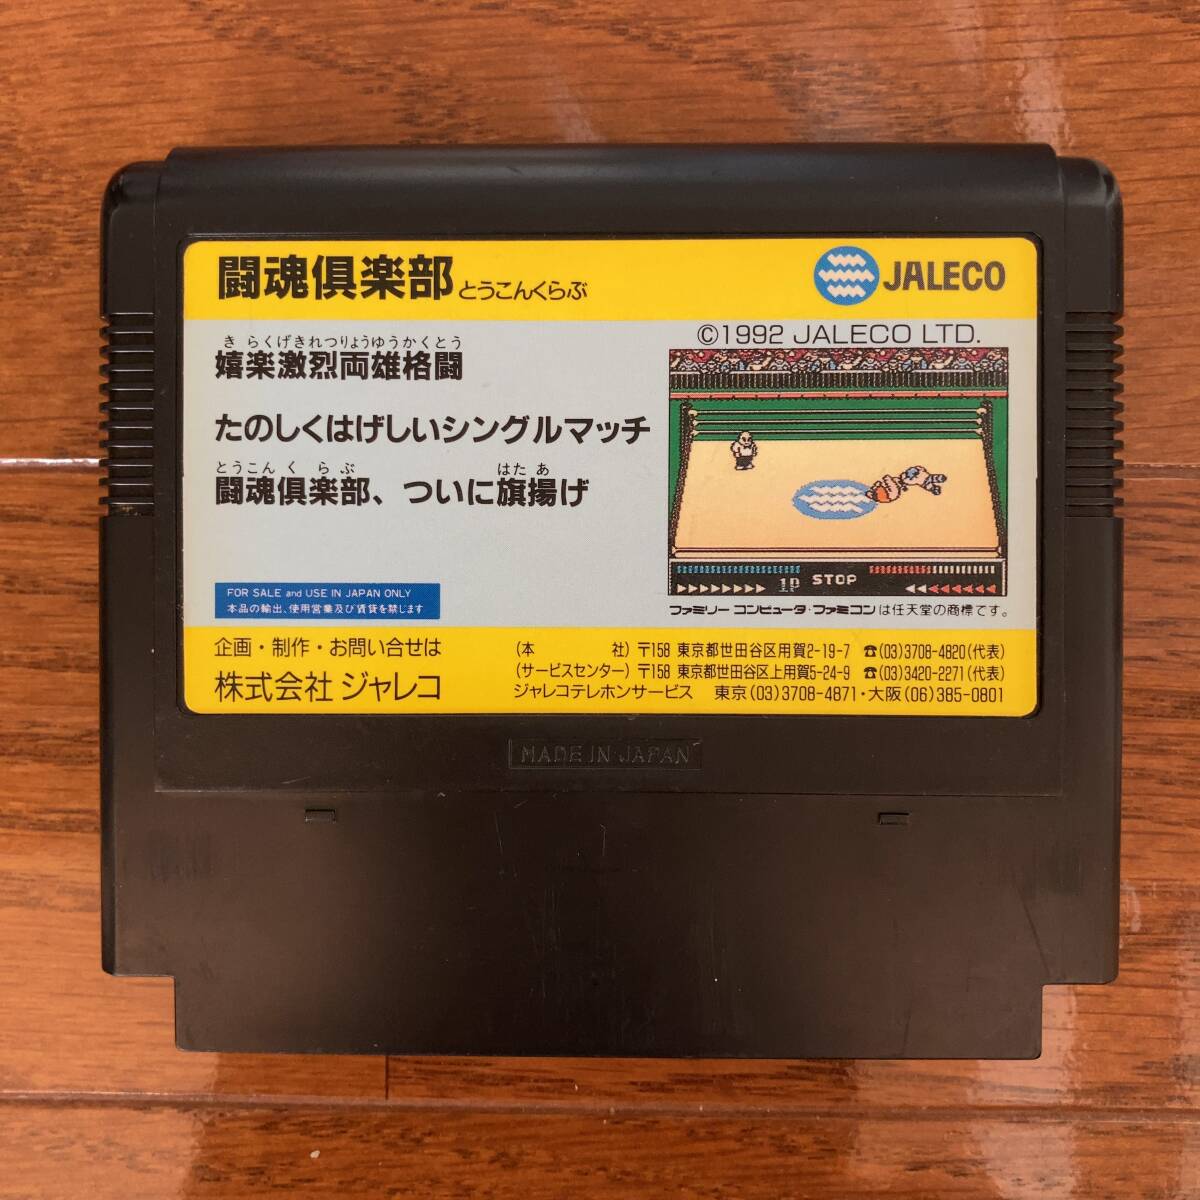 闘魂倶楽部 とうこんくらぶ
JALECO
©1992 JALECO LTD.
きらくげきれつりょうゆうかくとう
嬉楽激烈両雄格闘
たのしくはげしいシングルマッチ
とうこんくらぶ はたあ
闘魂倶楽部、ついに旗揚げ
1P STOP
FOR SALE and USE IN JAPAN ONLY
本品の輸出、使用営業及び賃貸を禁じます
ファミリーコンピュータ・ファミコンは任天堂の商標です。
企画・制作・お問い合せは
株式会社 ジャレコ
(本 社) 〒158 東京都世田谷区用賀2-19-7 ☎(03)3708-4820(代表)
(サービスセンター) 〒158 東京都世田谷区上用賀5-24-9 ☎(03)3420-2271(代表)
ジャレコテレホンサービス 東京(03)3708-4871・大阪(06)385-0801
MADE IN JAPAN